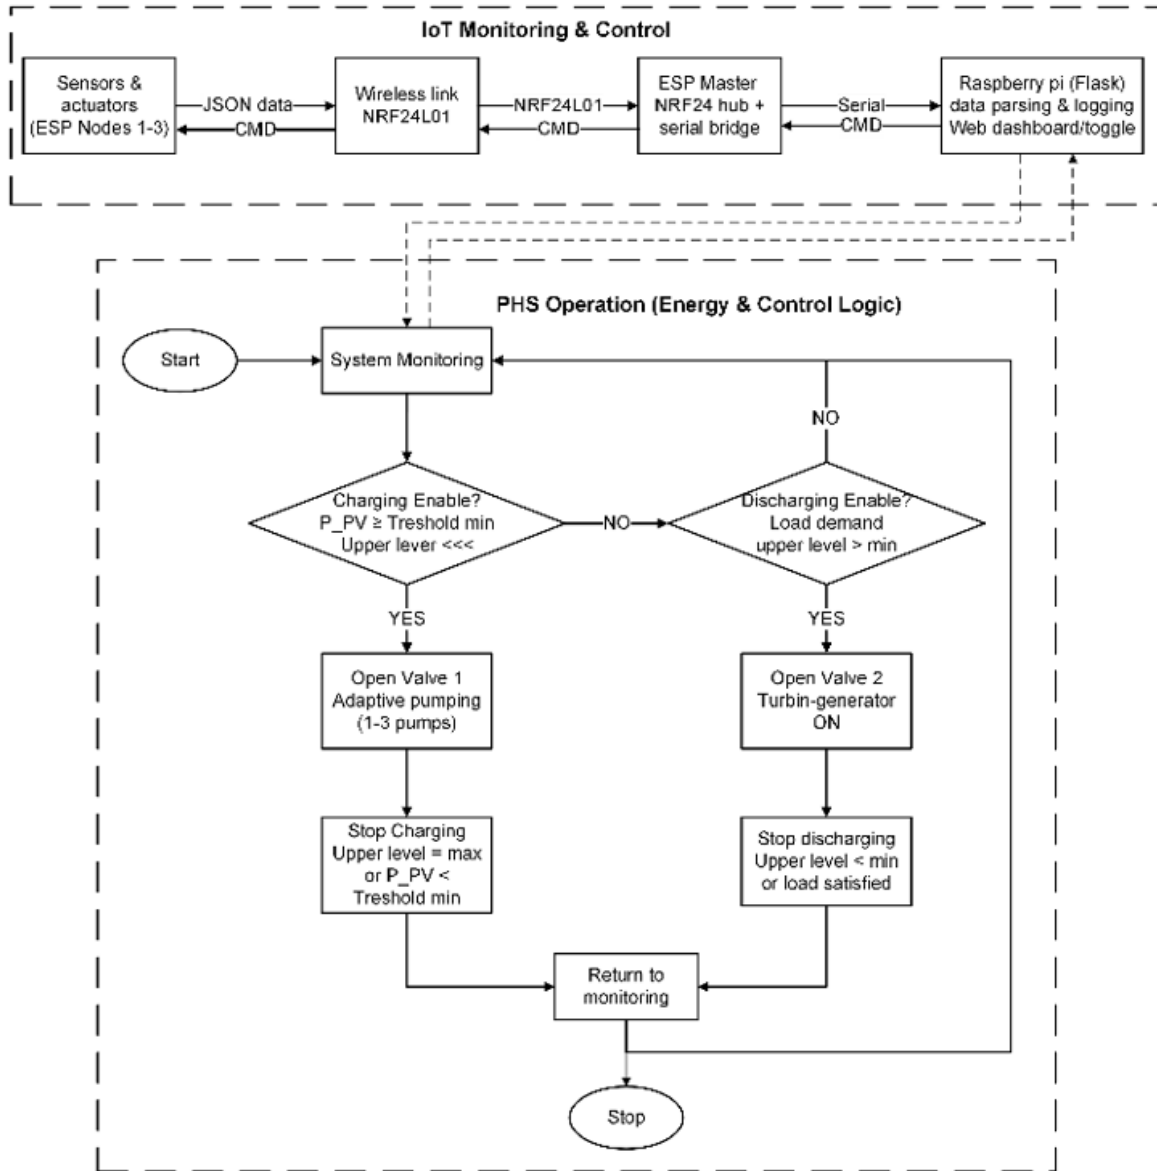 IoT Monitoring & Control
Sensors &
actuators
(ESP Nodes 1-3)
JSON data
CMD
Wireless link
NRF24L01
NRF24L01
CMD
ESP Master
NRF24 hub +
serial bridge
Serial
CMD
Raspberry pi (Flask)
data parsing & logging
Web dashboard/toggle
PHS Operation (Energy & Control Logic)
Start
System Monitoring
NO
Charging Enable?
P_PV ≥ Treshold min
Upper lever <<<
NO
Discharging Enable?
Load demand
upper level > min
YES
YES
Open Valve 1
Adaptive pumping
(1-3 pumps)
Open Valve 2
Turbin-generator
ON
Stop Charging
Upper level = max
or P_PV <
Treshold min
Stop discharging
Upper level < min
or load satisfied
Return to
monitoring
Stop